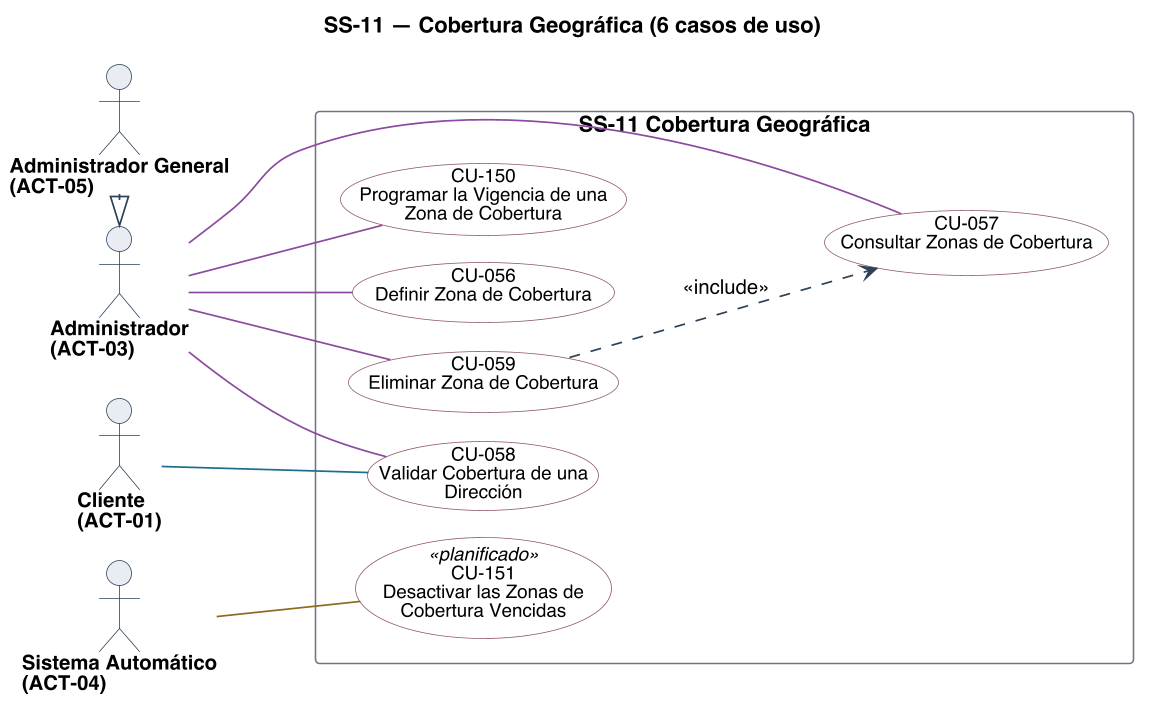 SS-11 — Cobertura Geográfica (6 casos de uso)
SS-11 Cobertura Geográfica
Administrador General
(ACT-05)
CU-150
Programar la Vigencia de una
Zona de Cobertura
CU-057
Consultar Zonas de Cobertura
«include»
CU-056
Definir Zona de Cobertura
Administrador
(ACT-03)
CU-059
Eliminar Zona de Cobertura
CU-058
Validar Cobertura de una
Dirección
Cliente
(ACT-01)
«planificado»
CU-151
Desactivar las Zonas de
Cobertura Vencidas
Sistema Automático
(ACT-04)